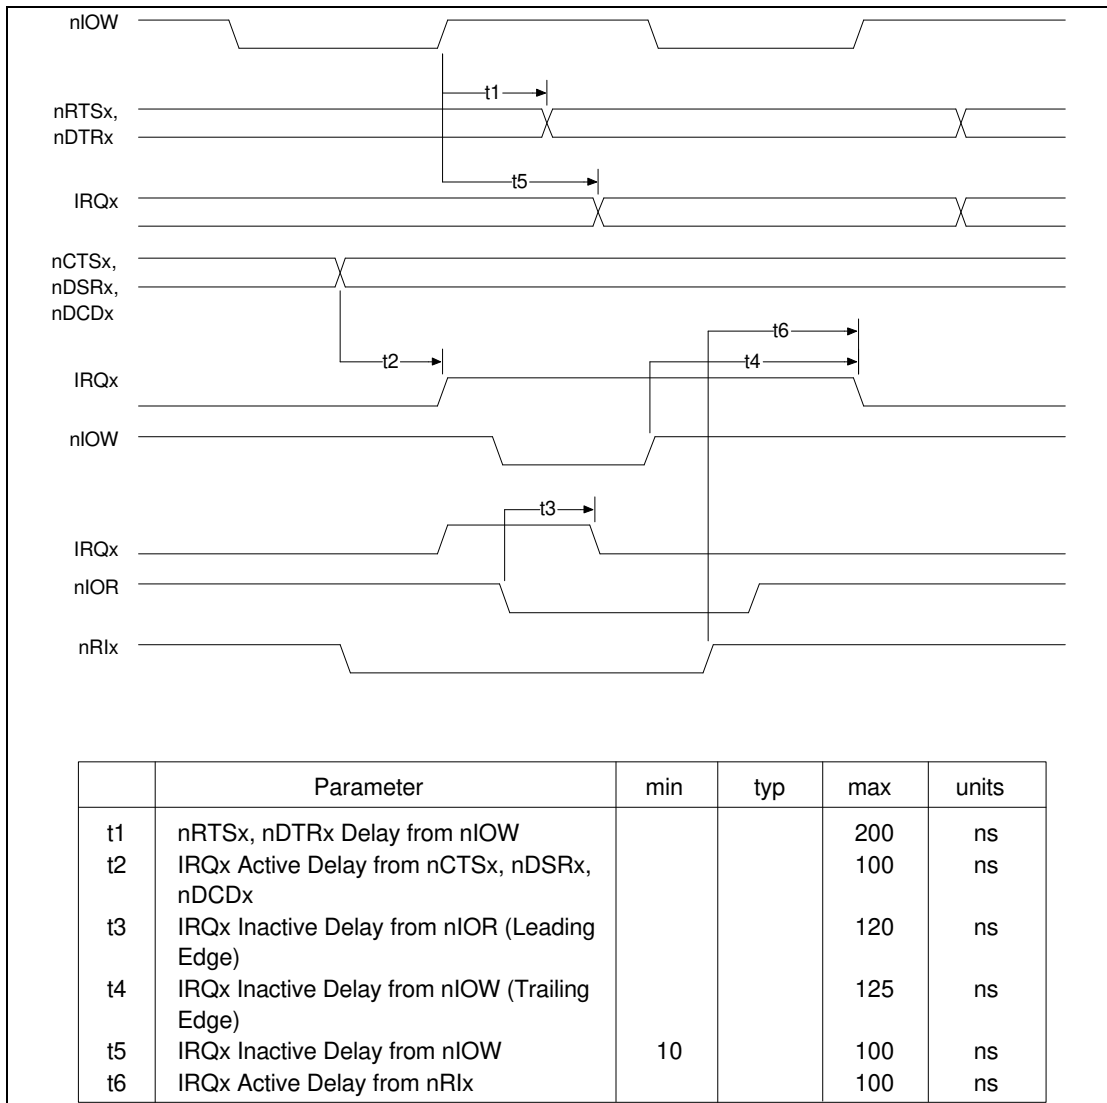 nIOW
t1
nRTSx,
nDTRx
t5
IRQx
nCTSx,
nDSRx,
nDCDx
t6
t2
t4
IRQx
nIOW
t3
IRQx
nIOR
nRIx
Parameter min typ max units
t1 nRTSx, nDTRx Delay from nIOW 200 ns
t2 IRQx Active Delay from nCTSx, nDSRx, 100 ns
nDCDx
t3 IRQx Inactive Delay from nIOR (Leading 120 ns
Edge)
t4 IRQx Inactive Delay from nIOW (Trailing 125 ns
Edge)
t5 IRQx Inactive Delay from nIOW 10 100 ns
t6 IRQx Active Delay from nRIx 100 ns